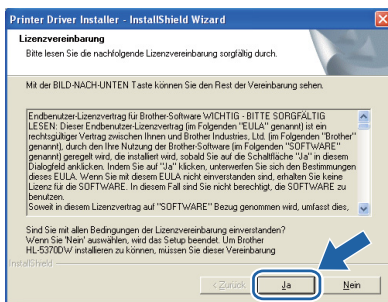 Printer Driver Installer - InstallShield Wizard
Lizenzvereinbarung
Bitte lesen Sie die nachfolgende Lizenzvereinbarung sorgfältig durch.
Mit der BILD-NACH-UNTEN Taste können Sie den Rest der Vereinbarung sehen.
Endbenutzer-Lizenzvertrag für Brother-Software WICHTIG - BITTE SORGFÄLTIG
LESEN: Dieser Endbenutzer-Lizenzvertrag (im Folgenden "EULA" genannt) ist ein
rechtsgültiger Vertrag zwischen Ihnen und Brother Industries, Ltd. (im Folgenden "Brother"
genannt), durch den Ihre Nutzung der Brother-Software (im Folgenden "SOFTWARE"
genannt) geregelt wird, die installiert wird, sobald Sie auf die Schaltfläche "Ja" in diesem
Dialogfeld anklicken. Indem Sie auf "Ja" klicken, unterwerfen Sie sich den Bestimmungen
dieses EULA. Wenn Sie mit diesem EULA nicht einverstanden sind, erhalten Sie keine
Lizenz für die SOFTWARE. In diesem Fall sind Sie nicht berechtigt, die SOFTWARE zu
benutzen.
Soweit in diesem Lizenzvertrag auf "SOFTWARE" Bezug genommen wird, umfasst dies,
Sind Sie mit allen Bedingungen der Lizenzvereinbarung einverstanden?
Wenn Sie 'Nein' auswählen, wird das Setup beendet. Um Brother
HL-5370DW installieren zu können, müssen Sie dieser Vereinbarung
InstallShield
< Zurück
Ja
Nein